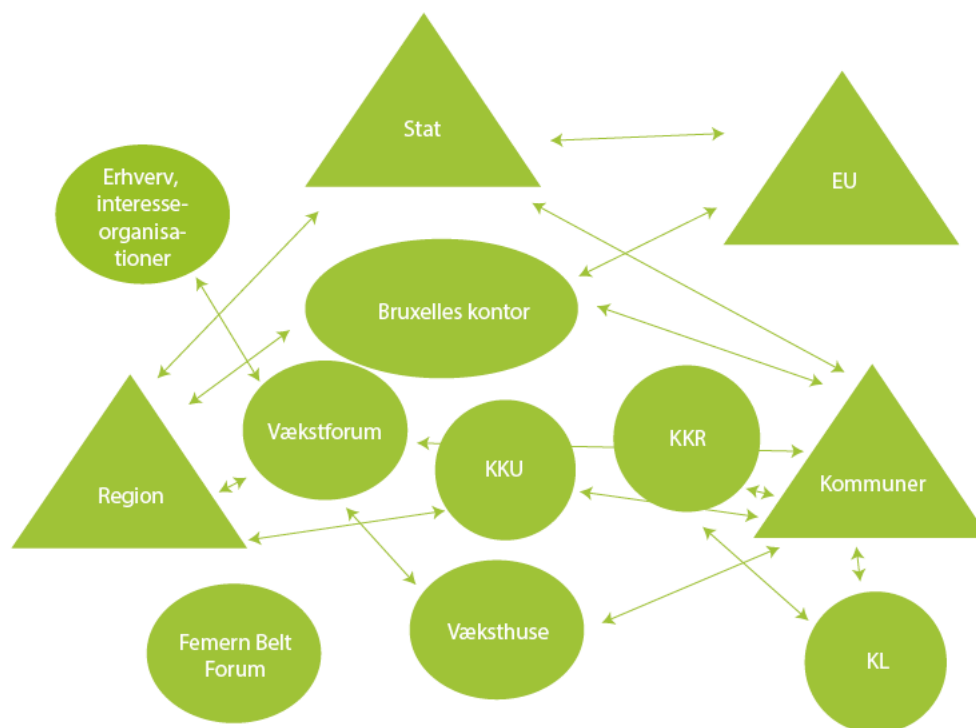 Stat
EU
Erhverv,
interesse-
organisa-
tioner
Bruxelles kontor
Vækstforum
KKU
KKR
Region
Kommuner
Femern Belt
Forum
Væksthuse
KL